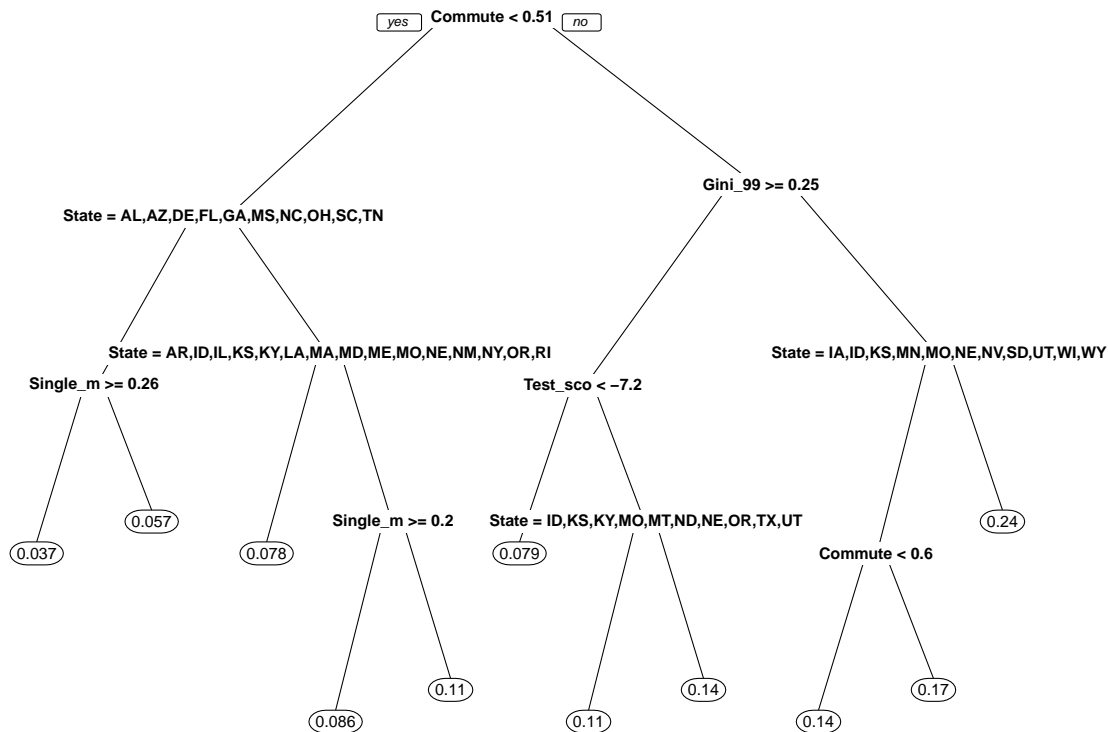 yes Commute < 0.51 no
Gini_99 >= 0.25
State = AL,AZ,DE,FL,GA,MS,NC,OH,SC,TN
State = AR,ID,IL,KS,KY,LA,MA,MD,ME,MO,NE,NM,NY,OR,RI
State = IA,ID,KS,MN,MO,NE,NV,SD,UT,WI,WY
Single_m >= 0.26
Test_sco < −7.2
0.057
Single_m >= 0.2
State = ID,KS,KY,MO,MT,ND,NE,OR,TX,UT
0.24
0.037
0.078
0.079
Commute < 0.6
0.11
0.14
0.17
0.086
0.11
0.14